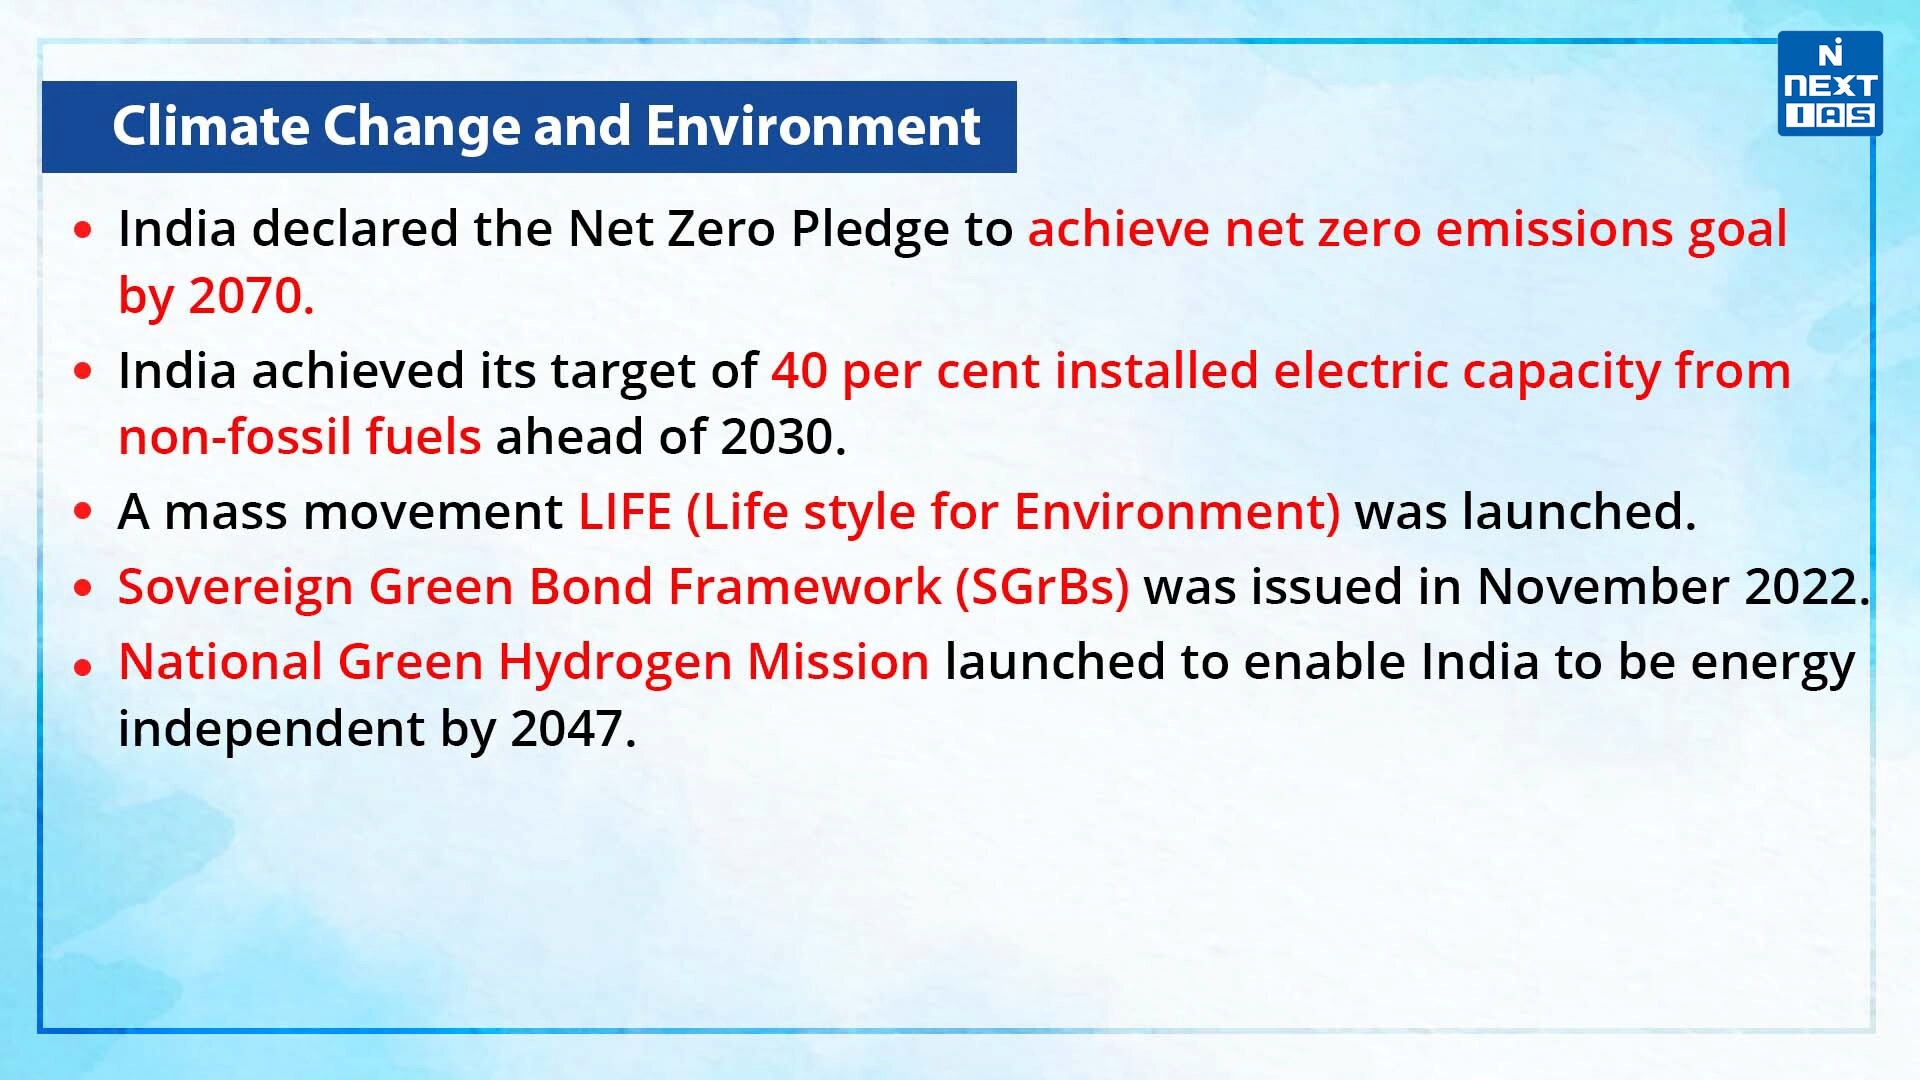 N
NEXT
IAS
Climate Change and Environment
• India declared the Net Zero Pledge to achieve net zero emissions goal
by 2070.
• India achieved its target of 40 per cent installed electric capacity from
non-fossil fuels ahead of 2030.
• A mass movement LIFE (Life style for Environment) was launched.
• Sovereign Green Bond Framework (SGrBs) was issued in November 2022.
• National Green Hydrogen Mission launched to enable India to be energy
independent by 2047.